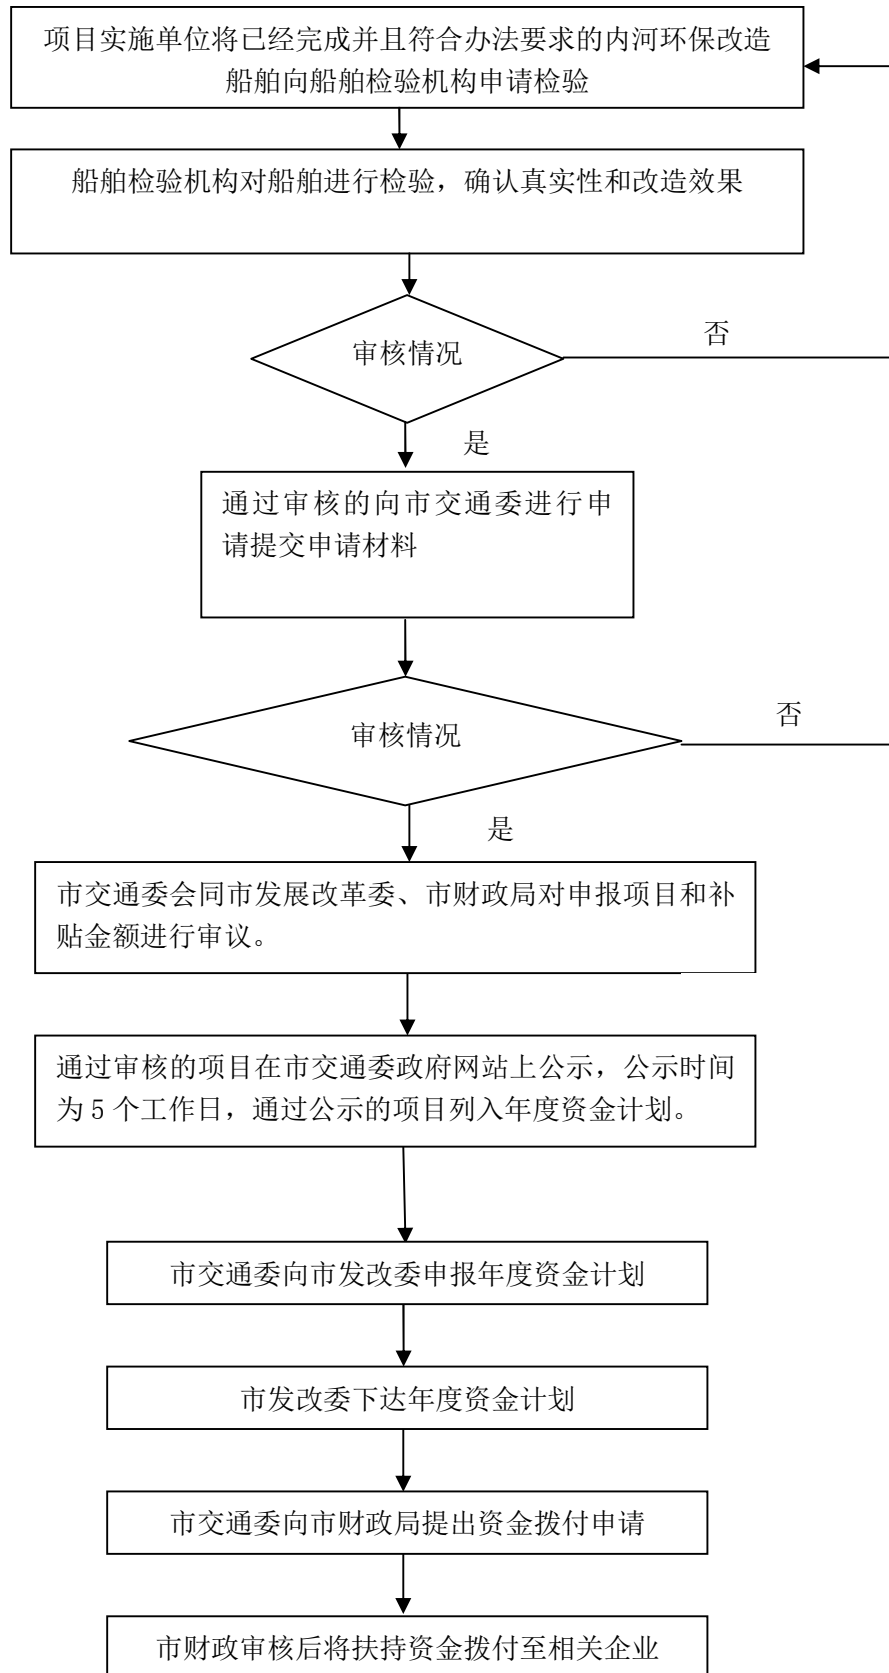 项目实施单位将已经完成并且符合办法要求的内河环保改造
船舶向船舶检验机构申请检验
船舶检验机构对船舶进行检验，确认真实性和改造效果
审核情况
否
是
通过审核的向市交通委进行申
请提交申请材料
审核情况
否
是
市交通委会同市发展改革委、市财政局对申报项目和补
贴金额进行审议。
通过审核的项目在市交通委政府网站上公示，公示时间
为 5 个工作日，通过公示的项目列入年度资金计划。
市交通委向市发改委申报年度资金计划
市发改委下达年度资金计划
市交通委向市财政局提出资金拨付申请
市财政审核后将扶持资金拨付至相关企业